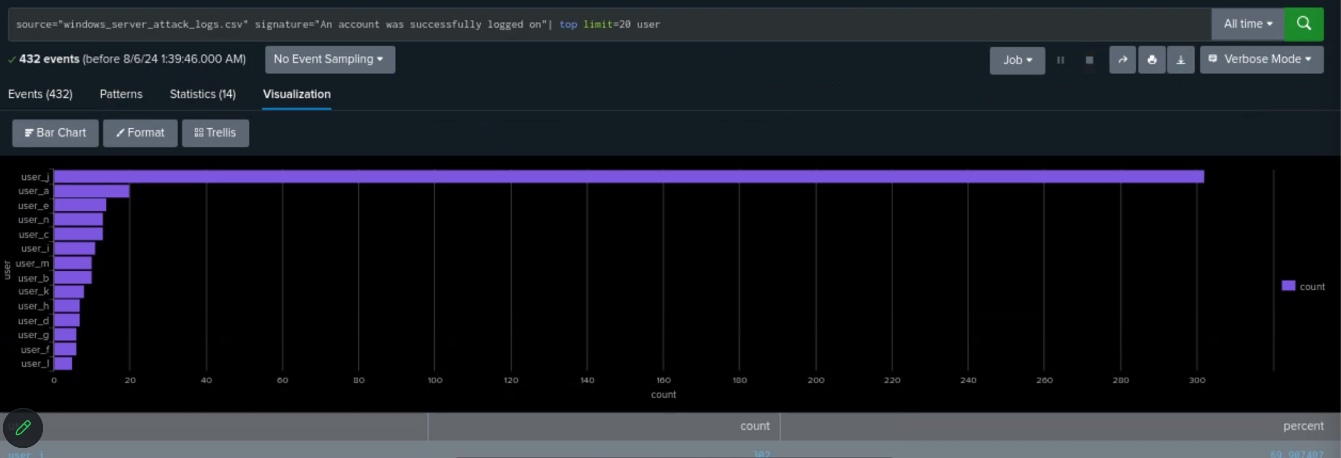 source="windows_server_attack_logs.csv" signature="An account was successfully logged on"| top limit=20 user
All time
432 events (before 8/6/24 1:39:46.000 AM)
No Event Sampling
Job
Verbose Mode
Events (432)
Patterns
Statistics (14)
Visualization
Bar Chart
Format
Trellis
user_j
user_a
user_e
user_n
user_c
user_i
user_m
user_b
user_k
user_h
user_d
user_g
user_f
user_l
user
0 20 40 60 80 100 120 140 160 180 200 220 240 260 280 300
count
count
count
percent